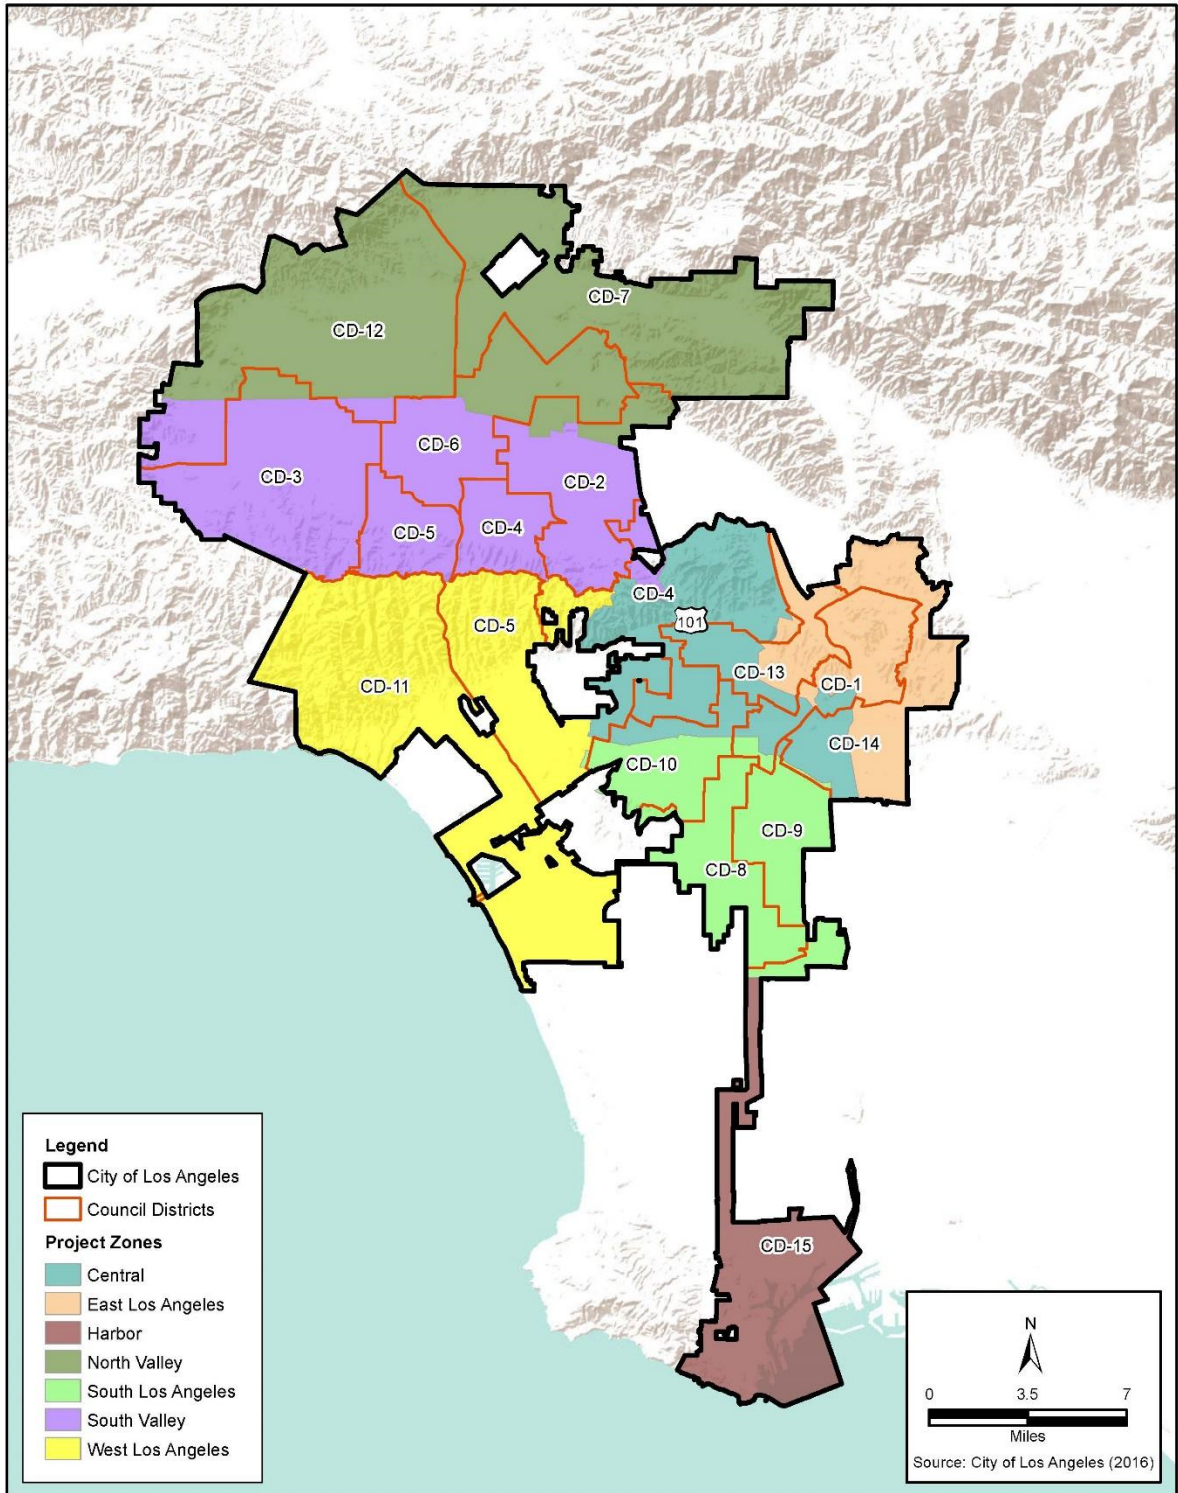 CD-7
CD-12
CD-6
CD-3
CD-2
CD-5
CD-4
CD-4
101
CD-5
CD-13
CD-11
CD-1
CD-14
CD-10
CD-9
CD-8
CD-15
Legend
City of Los Angeles
Council Districts
Project Zones
Central
East Los Angeles
Harbor
North Valley
South Los Angeles
South Valley
West Los Angeles
N
0 3.5 7
Miles
Source: City of Los Angeles (2016)